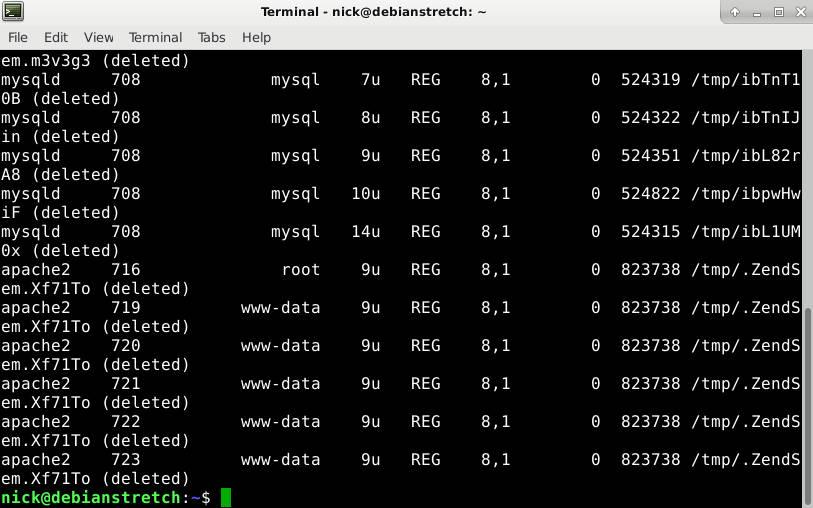 Terminal - nick@debianstretch: ~
File Edit View Terminal Tabs Help
em.m3v3g3 (deleted)
mysqld 708 mysql 7u REG 8,1 0 524319 /tmp/ibTnT1
0B (deleted)
mysqld 708 mysql 8u REG 8,1 0 524322 /tmp/ibTnIJ
in (deleted)
mysqld 708 mysql 9u REG 8,1 0 524351 /tmp/ibL82r
A8 (deleted)
mysqld 708 mysql 10u REG 8,1 0 524822 /tmp/ibpwHw
iF (deleted)
mysqld 708 mysql 14u REG 8,1 0 524315 /tmp/ibL1UM
0x (deleted)
apache2 716 root 9u REG 8,1 0 823738 /tmp/.ZendS
em.Xf71To (deleted)
apache2 719 www-data 9u REG 8,1 0 823738 /tmp/.ZendS
em.Xf71To (deleted)
apache2 720 www-data 9u REG 8,1 0 823738 /tmp/.ZendS
em.Xf71To (deleted)
apache2 721 www-data 9u REG 8,1 0 823738 /tmp/.ZendS
em.Xf71To (deleted)
apache2 722 www-data 9u REG 8,1 0 823738 /tmp/.ZendS
em.Xf71To (deleted)
apache2 723 www-data 9u REG 8,1 0 823738 /tmp/.ZendS
em.Xf71To (deleted)
nick@debianstretch:~$